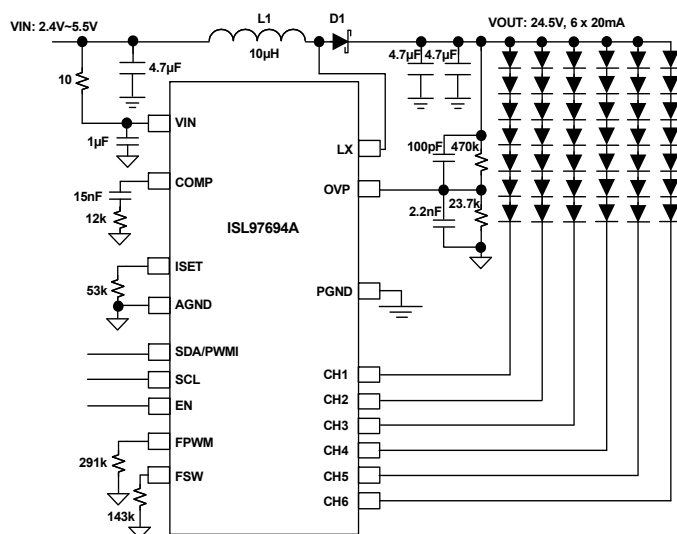 VIN: 2.4V~5.5V
L1
D1
VOUT: 24.5V, 6 x 20mA
10µH
4.7µF
4.7µF
4.7µF
10
1µF
VIN
LX
100pF
470k
COMP
OVP
15nF
12k
2.2nF
23.7k
ISL97694A
ISET
53k
AGND
PGND
SDA/PWMI
SCL
EN
CH1
CH2
CH3
CH4
CH5
CH6
FPWM
291k
FSW
143k